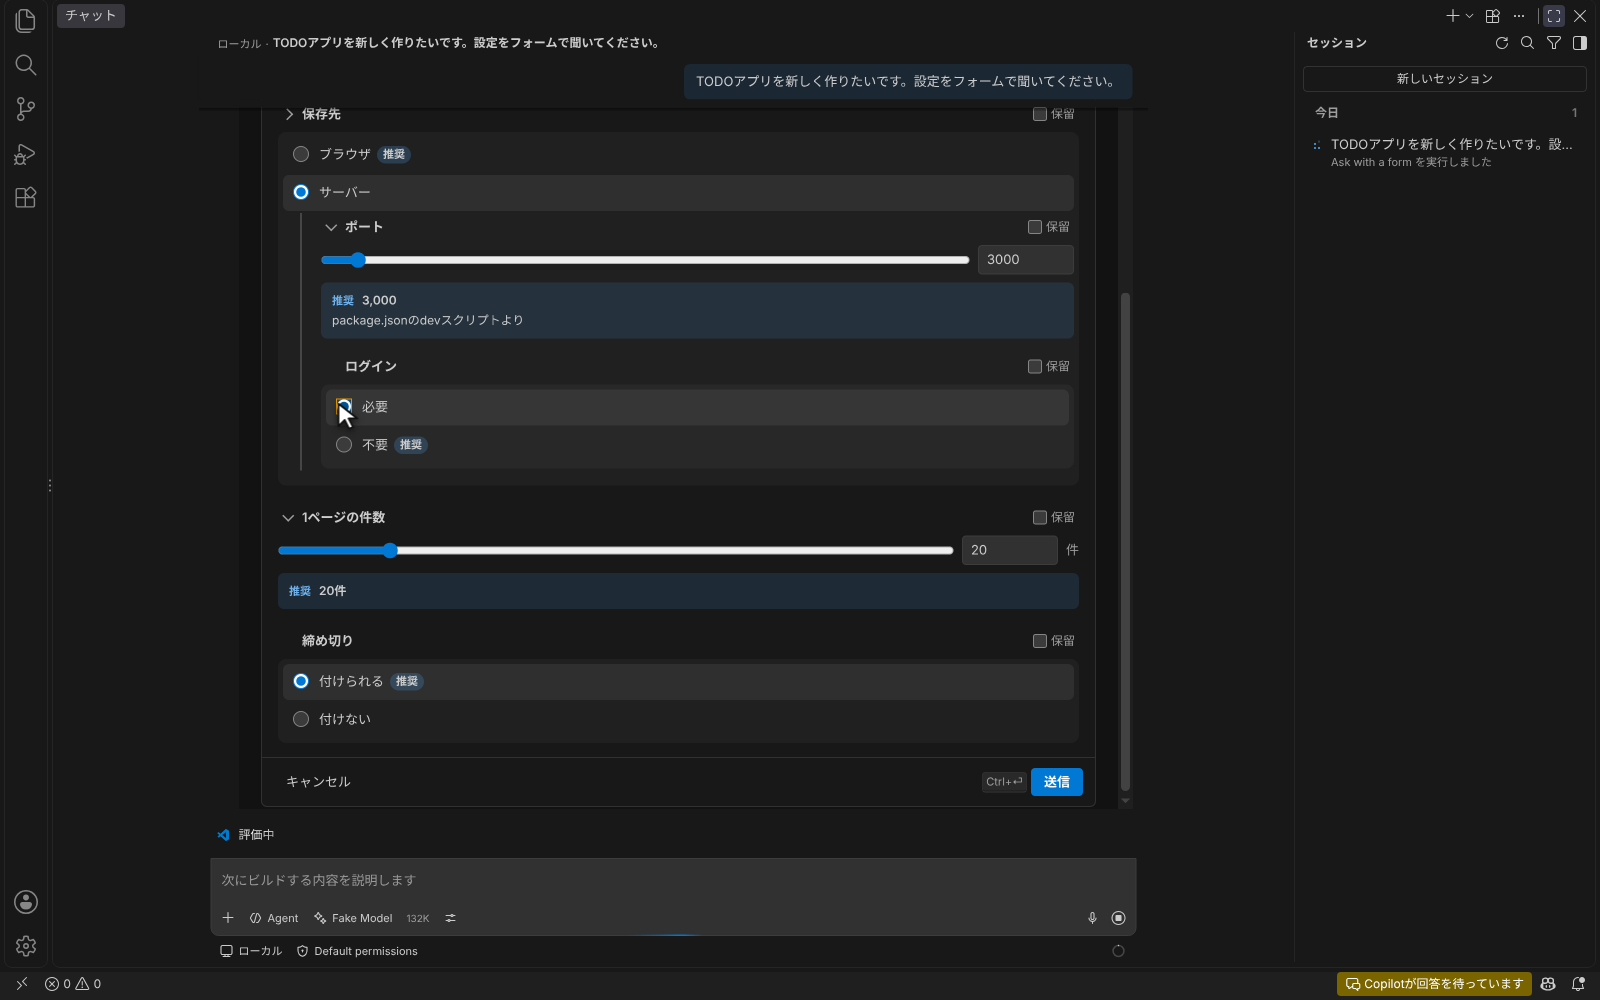 チャット
ローカル · TODOアプリを新しく作りたいです。設定をフォームで聞いてください。
TODOアプリを新しく作りたいです。設定をフォームで聞いてください。
保存先
保留
ブラウザ 推奨
サーバー
ポート
保留
3000
推奨 3,000
package.jsonのdevスクリプトより
ログイン
保留
必要
不要 推奨
1ページの件数
保留
20 件
推奨 20件
締め切り
保留
付けられる 推奨
付けない
キャンセル
Ctrl+⏎ 送信
評価中
次にビルドする内容を説明します
Agent Fake Model 132K
ローカル Default permissions
セッション
新しいセッション
今日 1
TODOアプリを新しく作りたいです。設...
Ask with a form を実行しました
0 0
Copilotが回答を待っています